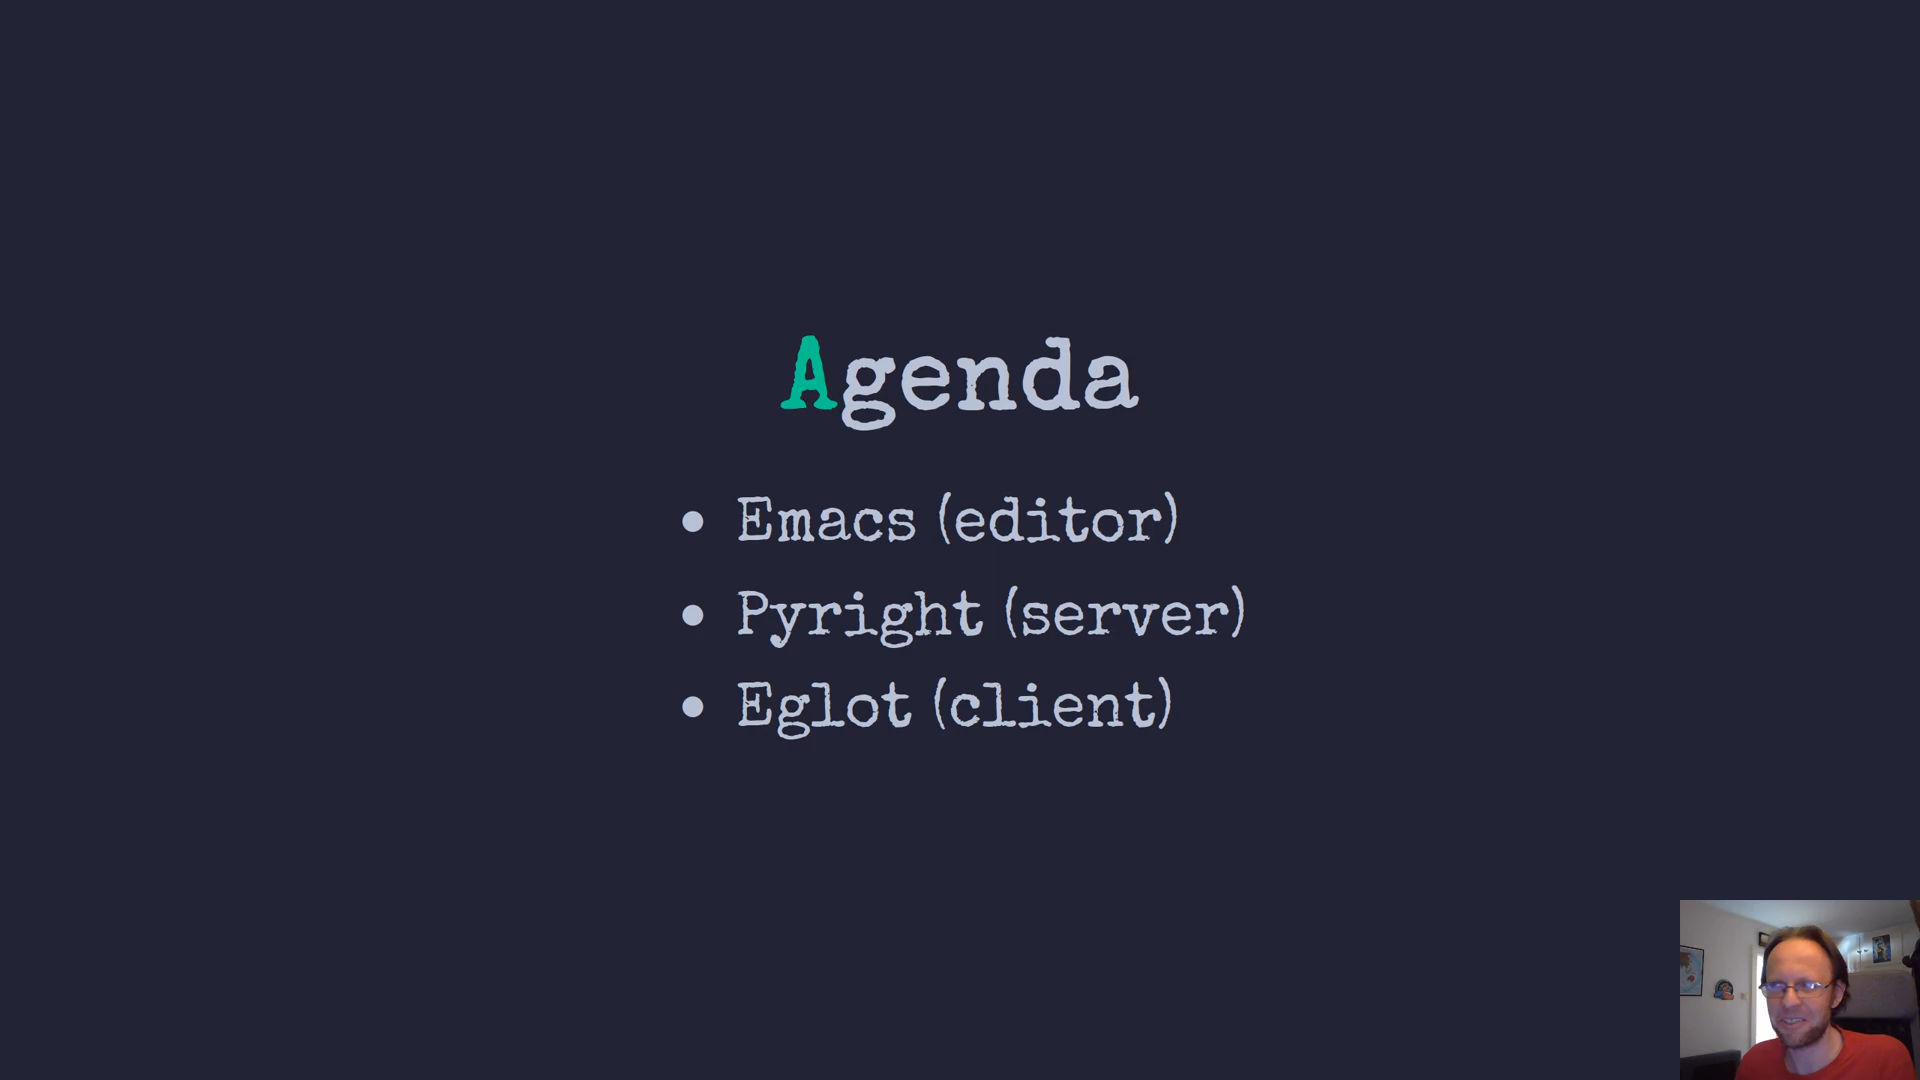 Agenda
• Emacs (editor)
• Pyright (server)
• Eglot (client)